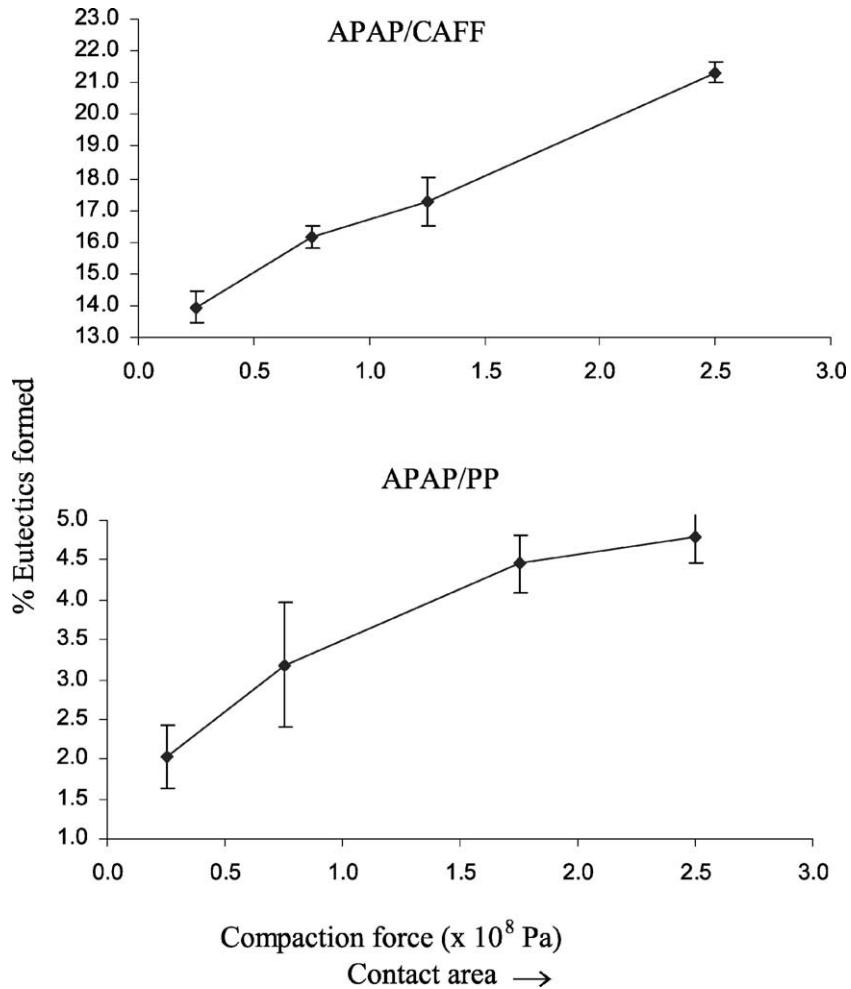 APAP/CAFF
23.0
22.0
21.0
20.0
19.0
18.0
17.0
16.0
15.0
14.0
13.0
0.0 0.5 1.0 1.5 2.0 2.5 3.0
% Eutectics formed
APAP/PP
5.0
4.5
4.0
3.5
3.0
2.5
2.0
1.5
1.0
0.0 0.5 1.0 1.5 2.0 2.5 3.0
Compaction force (x 10⁸ Pa)
Contact area →